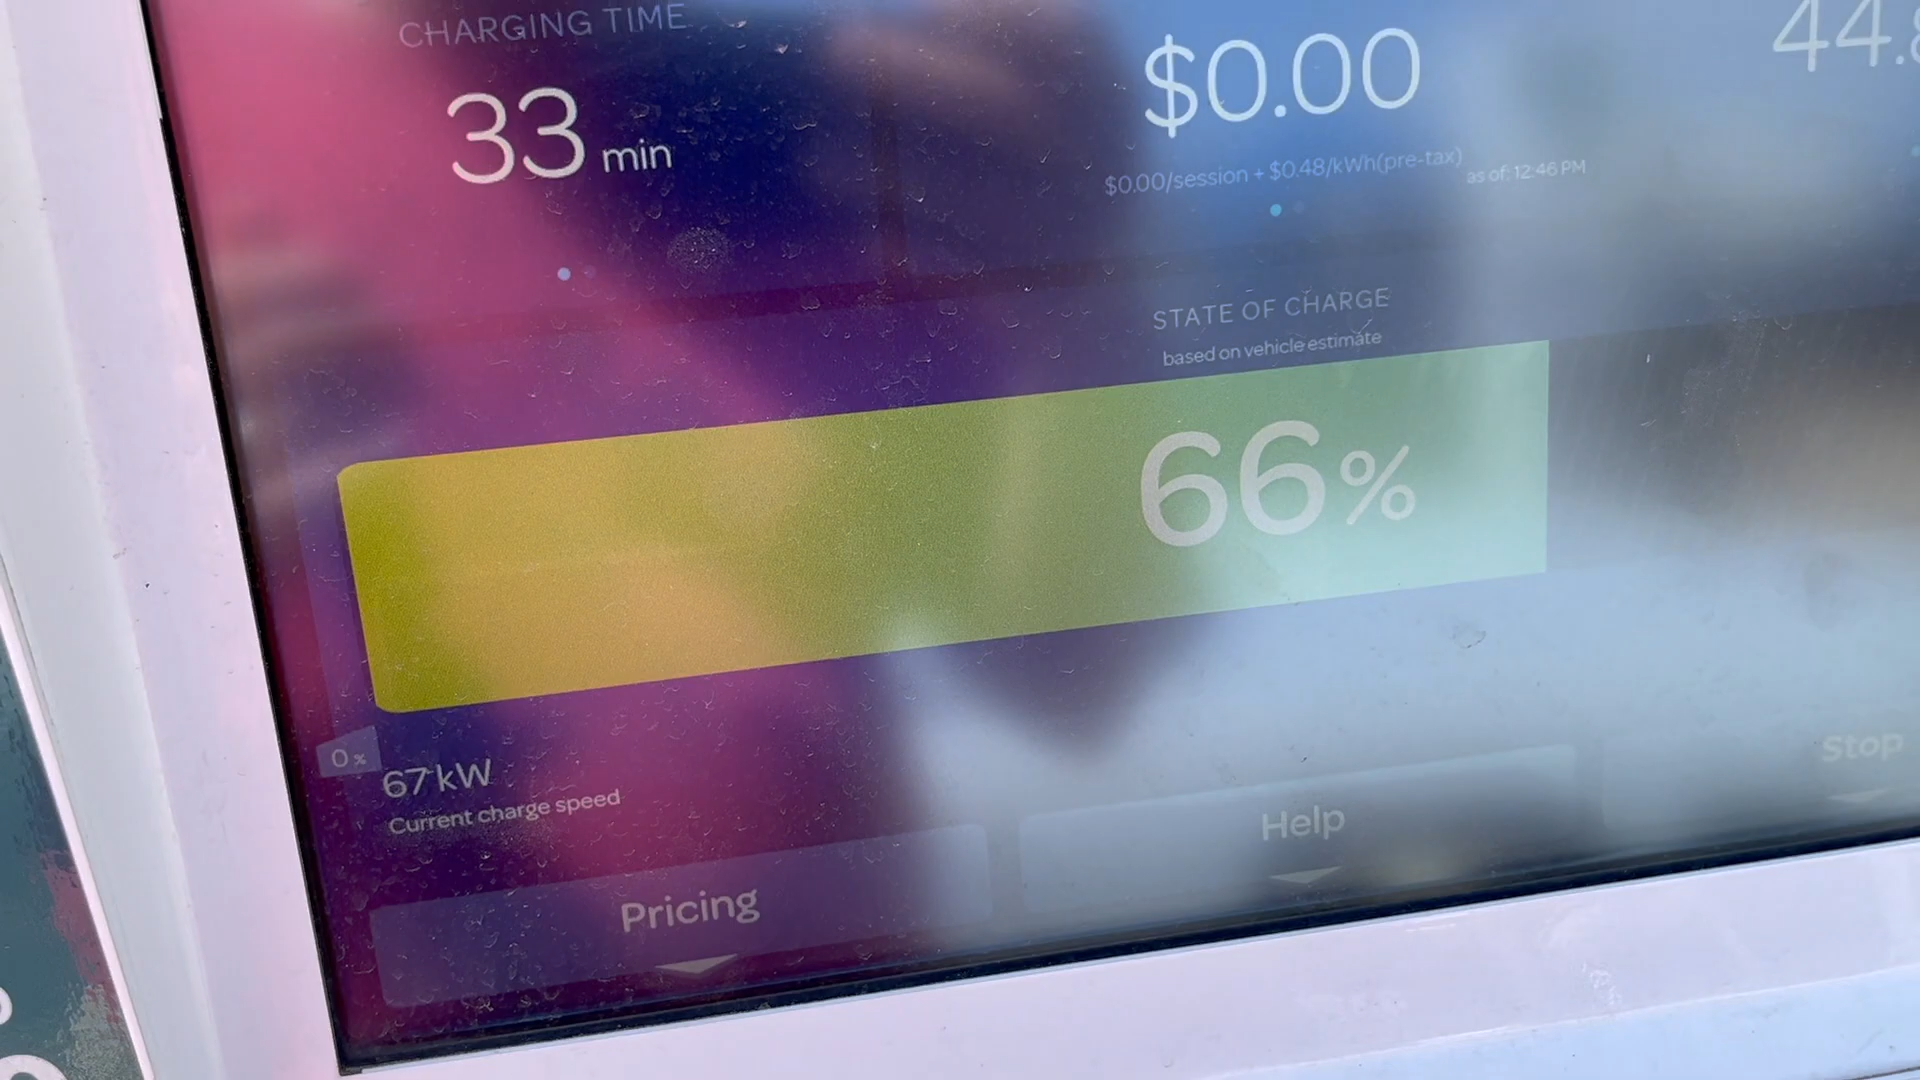 CHARGING TIME
33 min
$0.00
$0.00/session + $0.48/kWh(pre-tax)
as of: 12:46 PM
STATE OF CHARGE
based on vehicle estimate
66%
0%
67 kW
Current charge speed
Pricing
Help
Stop